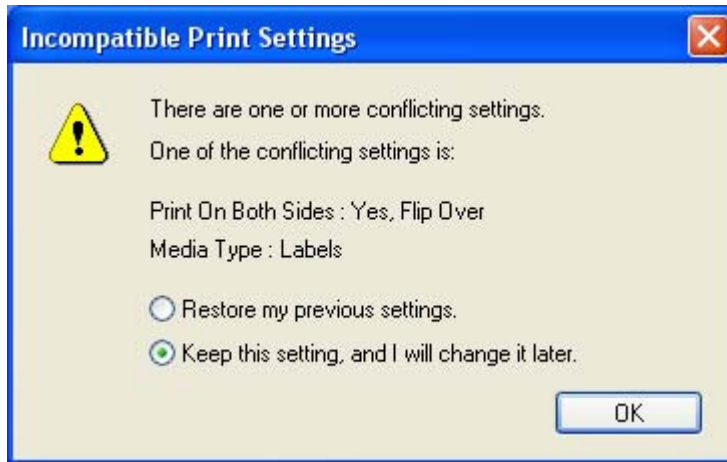 Incompatible Print Settings
There are one or more conflicting settings.
One of the conflicting settings is:
Print On Both Sides : Yes, Flip Over
Media Type : Labels
Restore my previous settings.
Keep this setting, and I will change it later.
OK